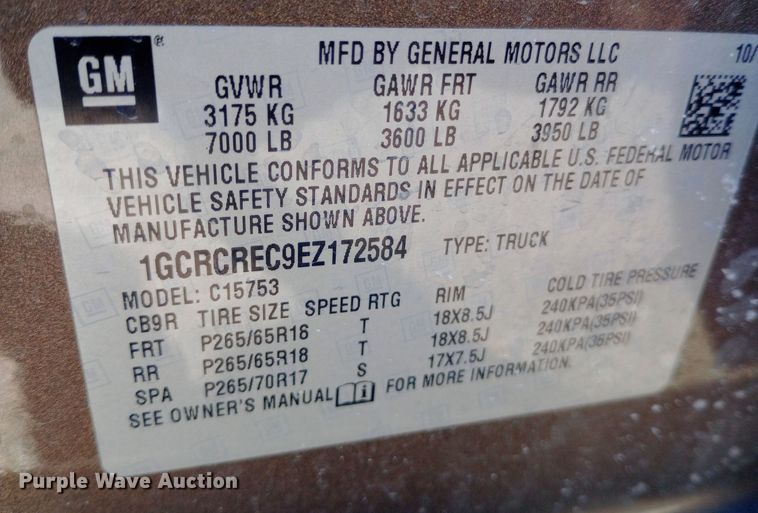 GM ®
MFD BY GENERAL MOTORS LLC 10/
GVWR GAWR FRT GAWR RR
3175 KG 1633 KG 1792 KG
7000 LB 3600 LB 3950 LB
THIS VEHICLE CONFORMS TO ALL APPLICABLE U.S. FEDERAL MOTOR
VEHICLE SAFETY STANDARDS IN EFFECT ON THE DATE OF
MANUFACTURE SHOWN ABOVE.
1GCRCREC9EZ172584 TYPE: TRUCK
MODEL: C15753
CB9R TIRE SIZE SPEED RTG RIM COLD TIRE PRESSURE
FRT P265/65R18 T 18X8.5J 240KPA(35PSI)
RR P265/65R18 T 18X8.5J 240KPA(35PSI)
SPA P265/70R17 S 17X7.5J 240KPA(35PSI)
SEE OWNER'S MANUAL FOR MORE INFORMATION.
Purple Wave Auction